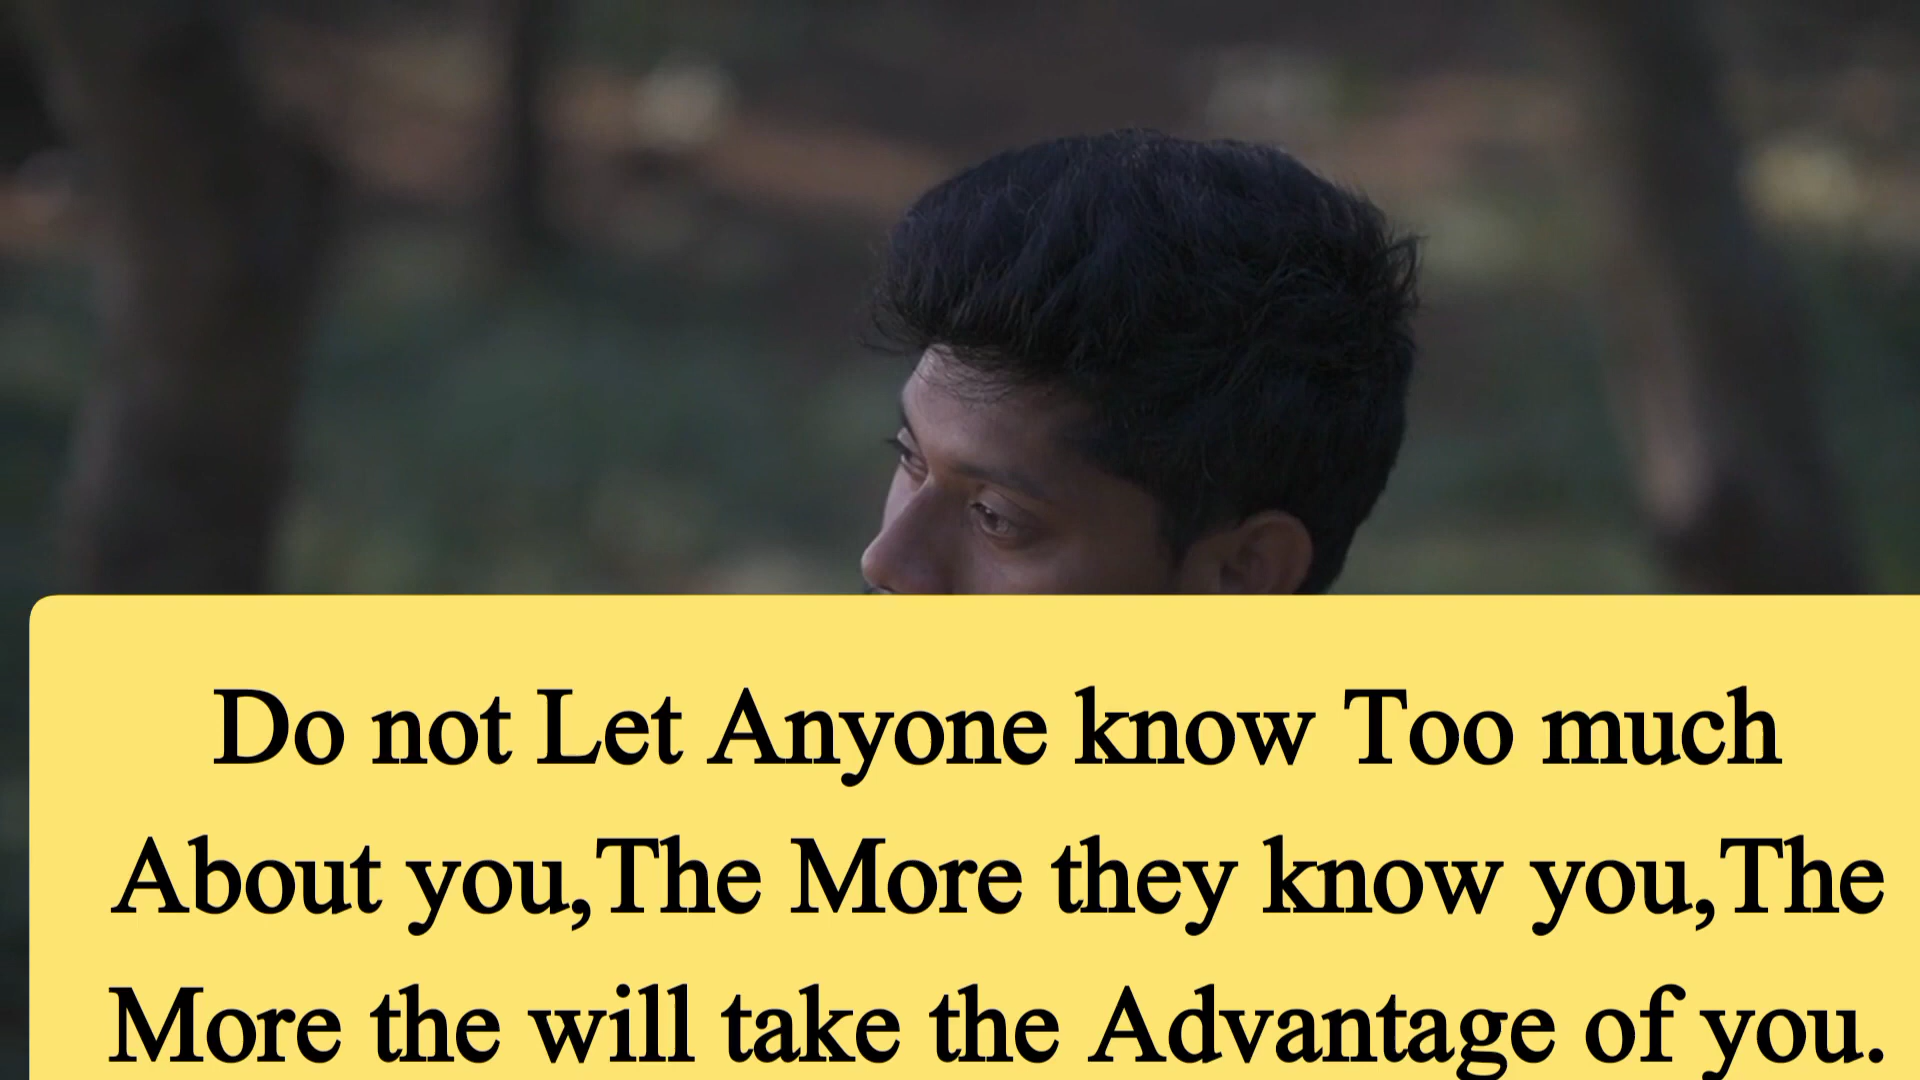 Do not Let Anyone know Too much
About you,The More they know you,The
More the will take the Advantage of you.